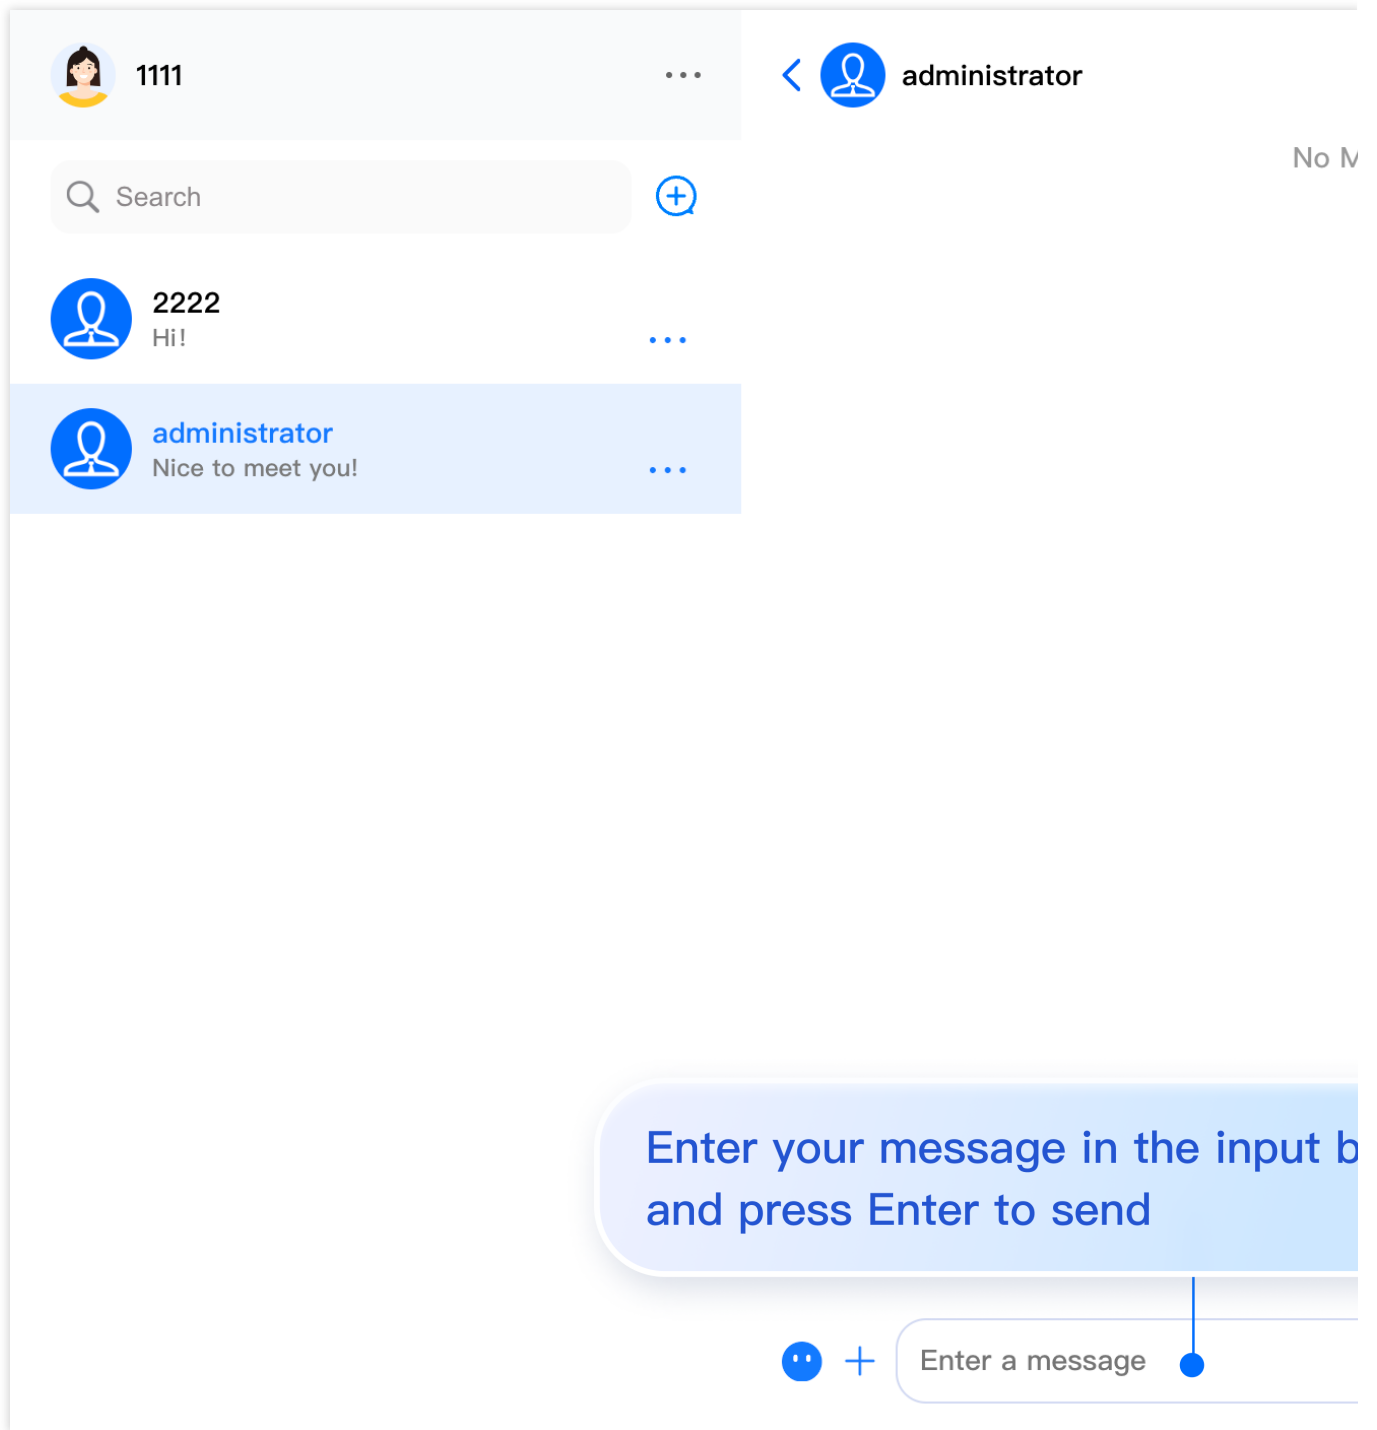 1111
Search
2222
Hi!
administrator
Nice to meet you!
administrator
No
Enter your message in the input
and press Enter to send
Enter a message